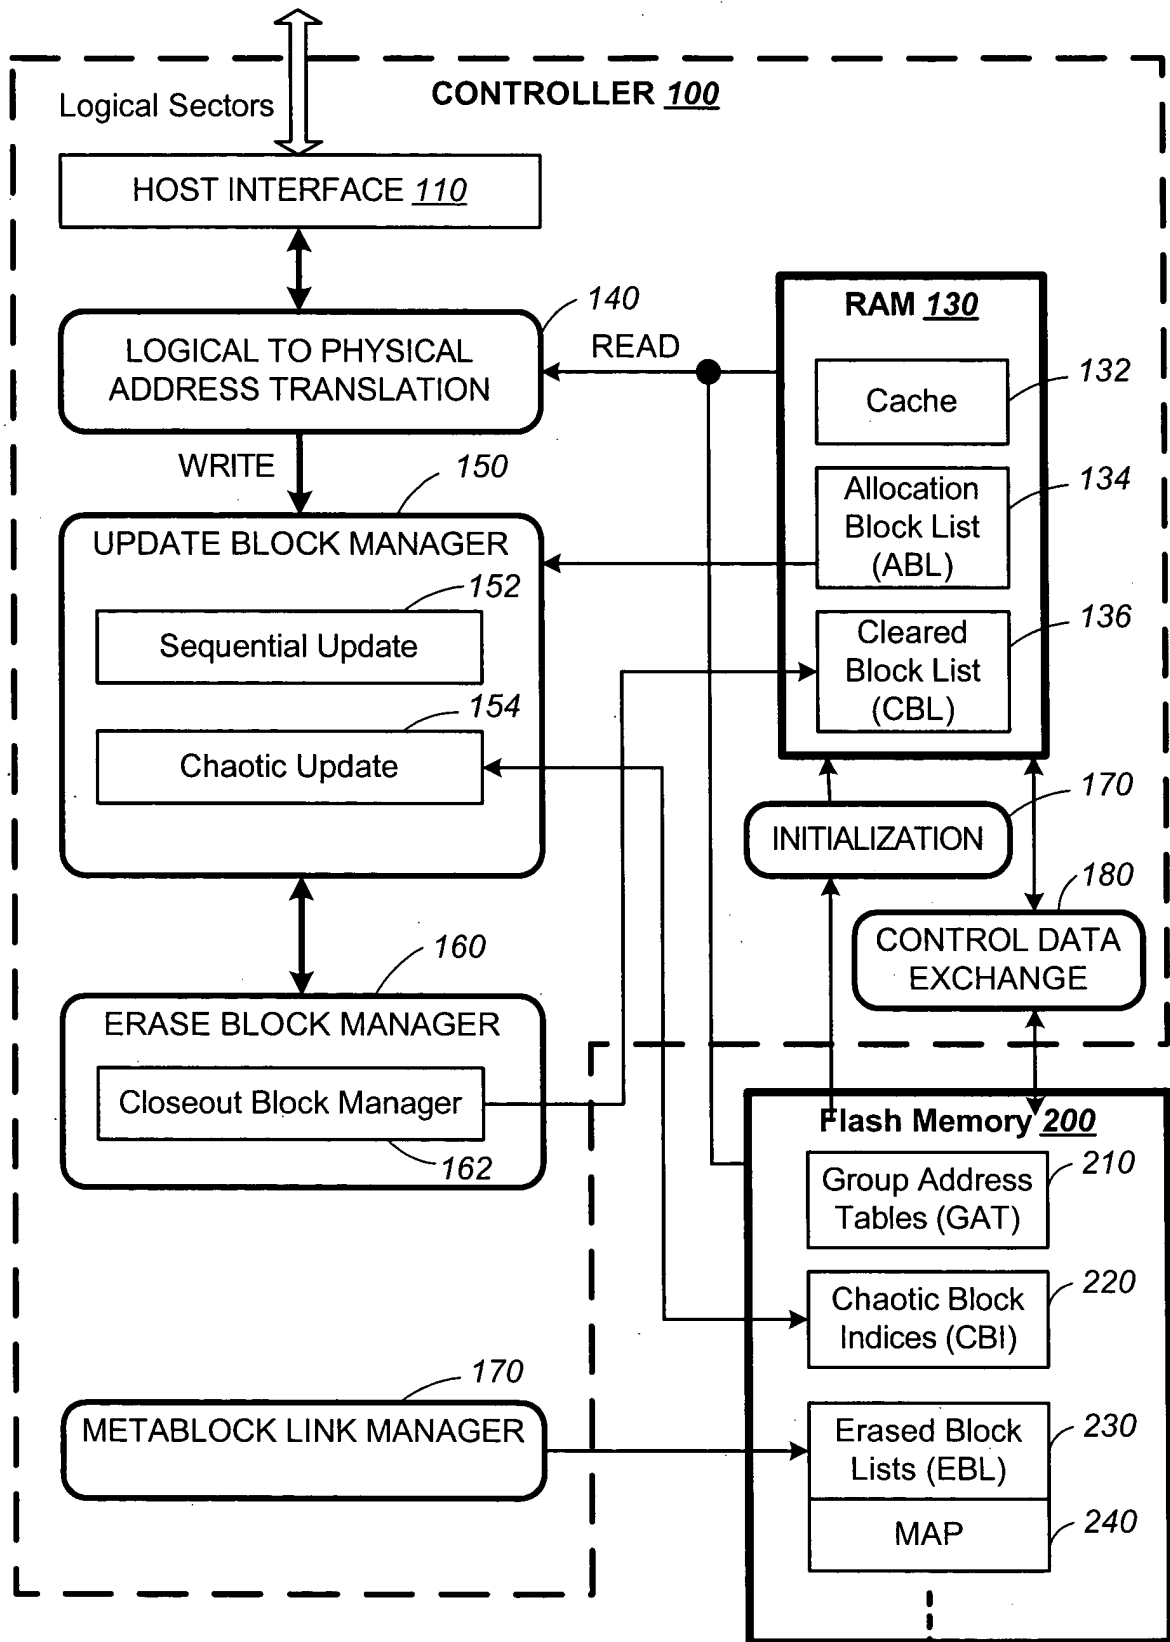 Logical Sectors
CONTROLLER 100
HOST INTERFACE 110
140
LOGICAL TO PHYSICAL
ADDRESS TRANSLATION
READ
RAM 130
132
Cache
WRITE
150
134
Allocation
Block List
(ABL)
UPDATE BLOCK MANAGER
152
Sequential Update
136
Cleared
Block List
(CBL)
154
Chaotic Update
170
INITIALIZATION
180
CONTROL DATA
EXCHANGE
160
ERASE BLOCK MANAGER
Closeout Block Manager
162
Flash Memory 200
210
Group Address
Tables (GAT)
220
Chaotic Block
Indices (CBI)
170
METABLOCK LINK MANAGER
230
Erased Block
Lists (EBL)
MAP
240